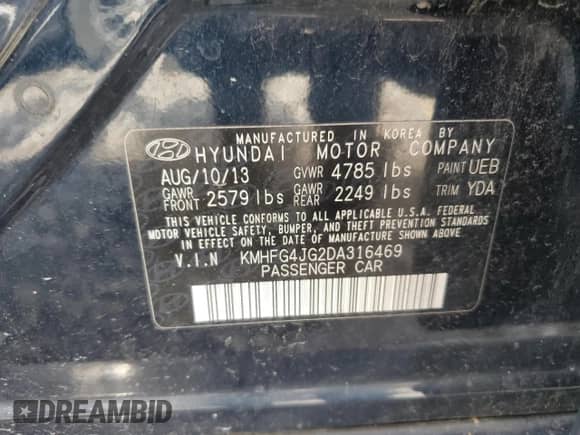 MANUFACTURED IN KOREA BY
HYUNDAI MOTOR COMPANY
AUG/10/13 GVWR 4785 lbs PAINT UEB
GAWR FRONT 2579 lbs GAWR REAR 2249 lbs TRIM YDA
THIS VEHICLE CONFORMS TO ALL APPLICABLE U.S.A. FEDERAL
MOTOR VEHICLE SAFETY, BUMPER, AND THEFT PREVENTION STANDARDS
IN EFFECT ON THE DATE OF MANUFACTURE SHOWN ABOVE.
V.I.N KMHFG4JG2DA316469
PASSENGER CAR
DREAMBID